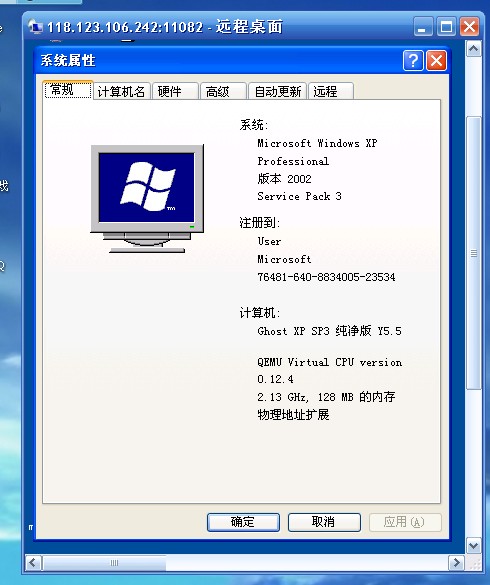 118.123.106.242:11082 - 远程桌面
系统属性
常规
计算机名
硬件
高级
自动更新
远程
系统:
Microsoft Windows XP
Professional
版本 2002
Service Pack 3
注册到:
User
Microsoft
76481-640-8834005-23534
计算机:
Ghost XP SP3 纯净版 Y5.5
QEMU Virtual CPU version
0.12.4
2.13 GHz, 128 MB 的内存
物理地址扩展
确定
取消
应用(A)